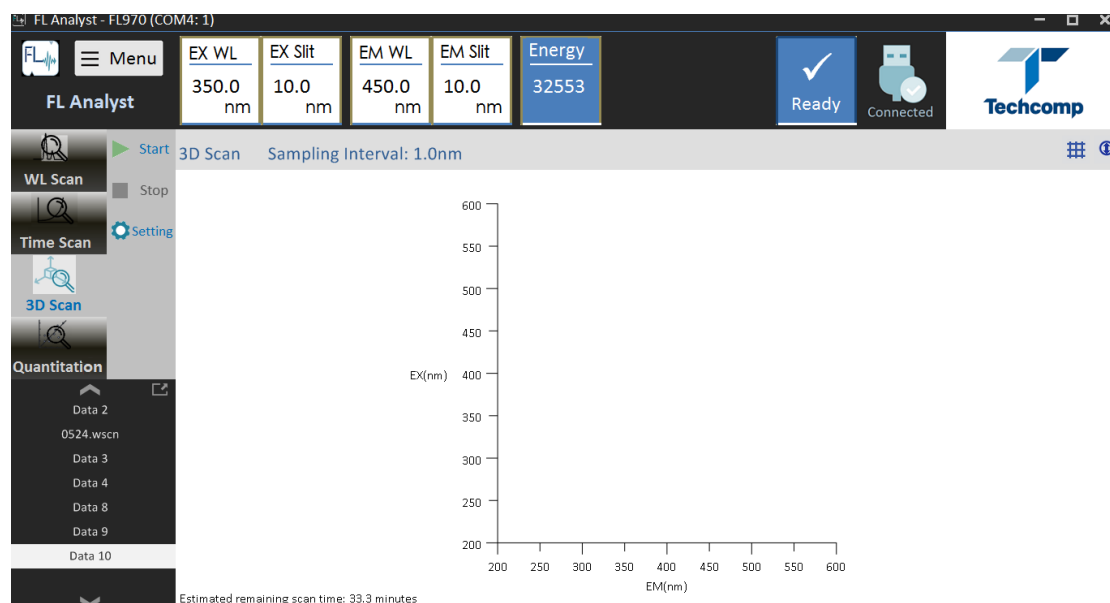 FL Analyst - FL970 (COM4: 1)
FL
Menu
FL Analyst
EX WL
350.0
nm
EX Slit
10.0
nm
EM WL
450.0
nm
EM Slit
10.0
nm
Energy
32553
Ready
Connected
Techcomp
WL Scan
Time Scan
3D Scan
Quantitation
Start
Stop
Setting
3D Scan Sampling Interval: 1.0nm
Data 2
0524.wscn
Data 3
Data 4
Data 8
Data 9
Data 10
600
550
500
450
EX(nm) 400
350
300
250
200
200 250 300 350 400 450 500 550 600
EM(nm)
Estimated remaining scan time: 33.3 minutes